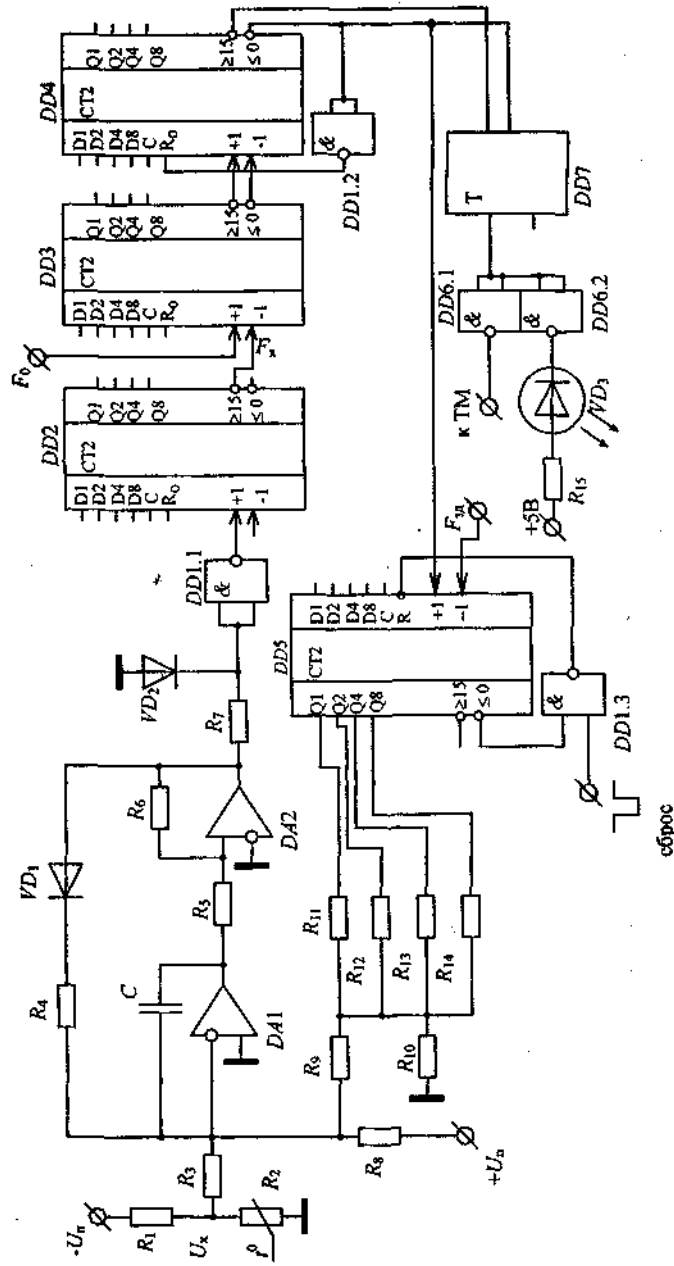 -Uп
R1
Uх
R2
t⁰
R3
R4
VD1
C
DA1
R5
R6
DA2
R7
VD2
DD1.1
&
DD2
D1
D2
D4
D8
C
R0
+1
-1
CT2
Q1
Q2
Q4
Q8
≥15
≤0
F0
Fх
DD3
D1
D2
D4
D8
C
R0
+1
-1
CT2
Q1
Q2
Q4
Q8
≥15
≤0
DD4
D1
D2
D4
D8
C
R0
+1
-1
CT2
Q1
Q2
Q4
Q8
≥15
≤0
&
DD1.2
R8
+Uп
R9
R10
R11
R12
R13
R14
DD5
Q1
Q2
Q4
Q8
≥15
≤0
CT2
D1
D2
D4
D8
C
R
+1
-1
Fзд
&
DD1.3
сброс
T
DD7
DD6.1
&
&
DD6.2
к ТМ
VD3
R15
+5В